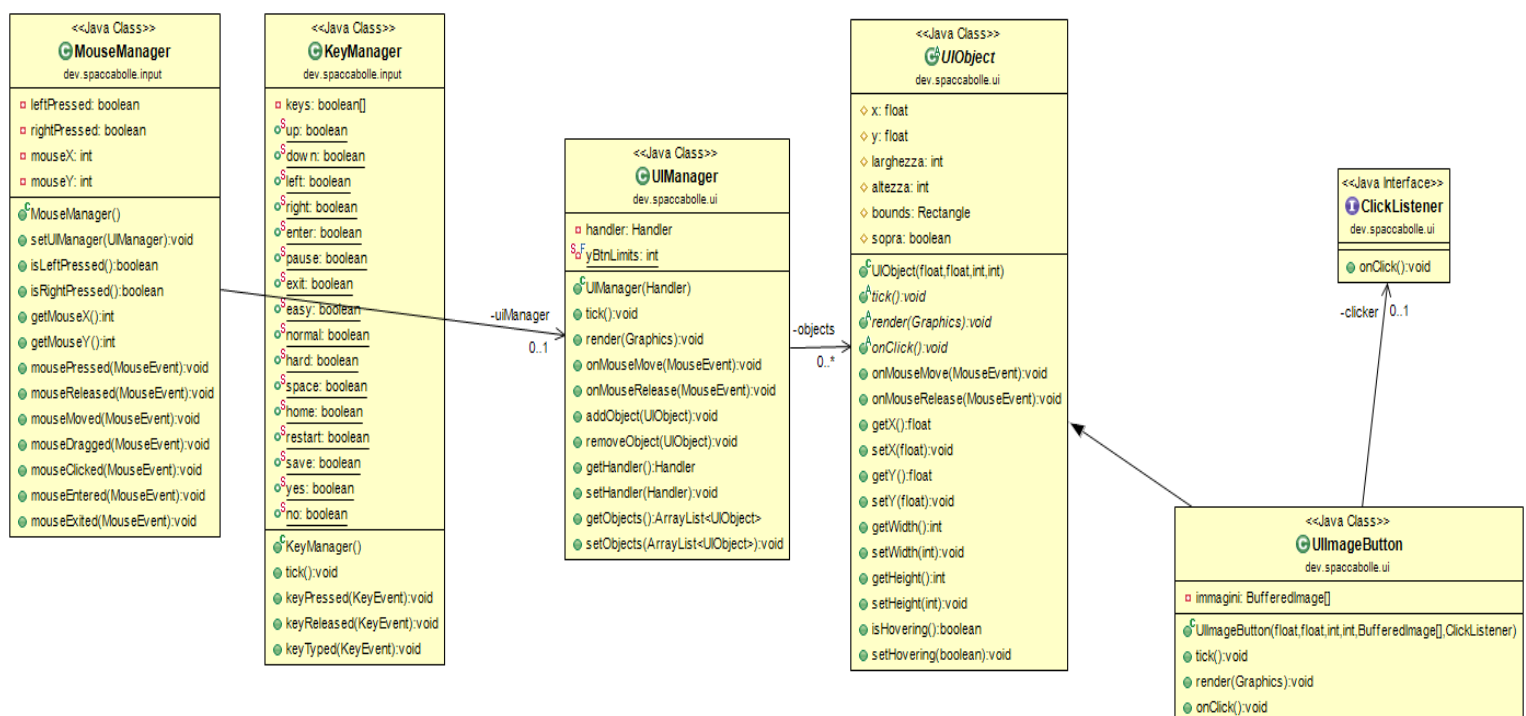 <<Java Class>>
MouseManager
dev.spaccabolle.input
leftPressed: boolean
rightPressed: boolean
mouseX: int
mouseY: int
MouseManager()
setUIManager(UIManager):void
isLeftPressed():boolean
isRightPressed():boolean
getMouseX():int
getMouseY():int
mousePressed(MouseEvent):void
mouseReleased(MouseEvent):void
mouseMoved(MouseEvent):void
mouseDragged(MouseEvent):void
mouseClicked(MouseEvent):void
mouseEntered(MouseEvent):void
mouseExited(MouseEvent):void
<<Java Class>>
KeyManager
dev.spaccabolle.input
keys: boolean[]
up: boolean
down: boolean
left: boolean
right: boolean
enter: boolean
pause: boolean
exit: boolean
easy: boolean
normal: boolean
hard: boolean
space: boolean
home: boolean
restart: boolean
save: boolean
yes: boolean
no: boolean
KeyManager()
tick():void
keyPressed(KeyEvent):void
keyReleased(KeyEvent):void
keyTyped(KeyEvent):void
-uiManager
0..1
<<Java Class>>
UIManager
dev.spaccabolle.ui
handler: Handler
yBtnLimits: int
UIManager(Handler)
tick():void
render(Graphics):void
onMouseMove(MouseEvent):void
onMouseRelease(MouseEvent):void
addObject(UIObject):void
removeObject(UIObject):void
getHandler():Handler
setHandler(Handler):void
getObjects():ArrayList<UIObject>
setObjects(ArrayList<UIObject>):void
-objects
0..*
<<Java Class>>
UIObject
dev.spaccabolle.ui
x: float
y: float
larghezza: int
altezza: int
bounds: Rectangle
sopra: boolean
UIObject(float,float,int,int)
tick():void
render(Graphics):void
onClick():void
onMouseMove(MouseEvent):void
onMouseRelease(MouseEvent):void
getX():float
setX(float):void
getY():float
setY(float):void
getWidth():int
setWidth(int):void
getHeight():int
setHeight(int):void
isHovering():boolean
setHovering(boolean):void
<<Java Interface>>
ClickListener
dev.spaccabolle.ui
onClick():void
-clicker
0..1
<<Java Class>>
UIImageButton
dev.spaccabolle.ui
immagini: BufferedImage[]
UIImageButton(float,float,int,int,BufferedImage[],ClickListener)
tick():void
render(Graphics):void
onClick():void